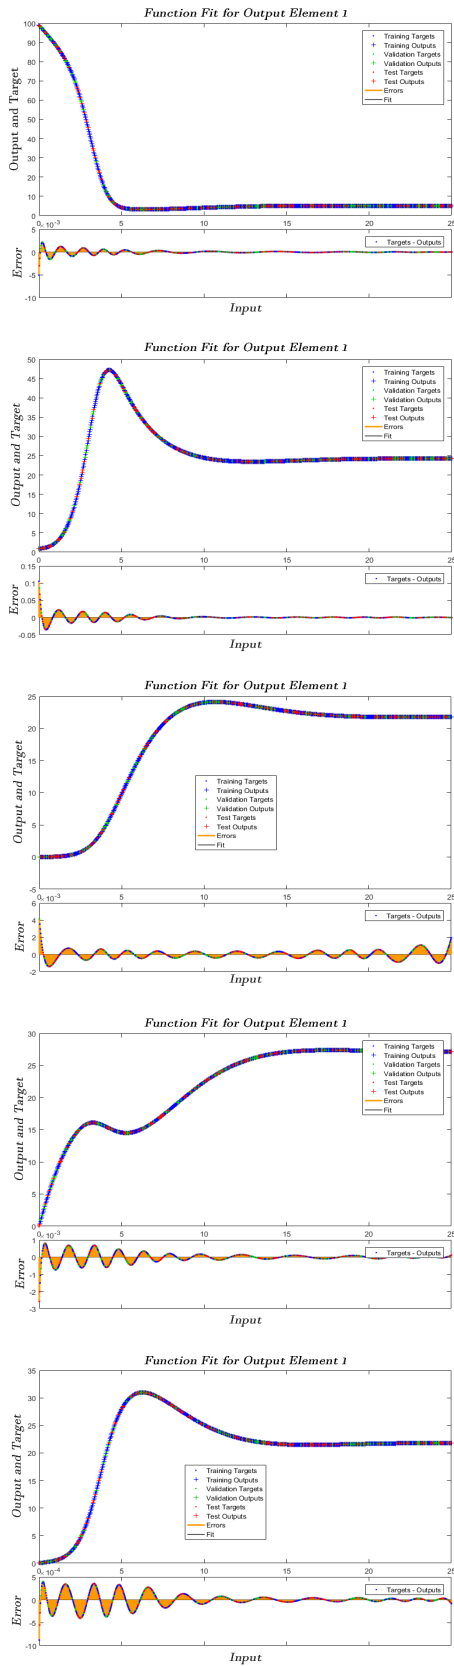 Function Fit for Output Element 1
100
90
80
70
60
50
40
30
20
10
0
Output and Target
Training Targets
Training Outputs
Validation Targets
Validation Outputs
Test Targets
Test Outputs
Errors
Fit
0 5 10 15 20 25
×10-3
5
0
-5
-10
Error
Targets - Outputs
Input
Function Fit for Output Element 1
50
45
40
35
30
25
20
15
10
5
0
Output and Target
Training Targets
Training Outputs
Validation Targets
Validation Outputs
Test Targets
Test Outputs
Errors
Fit
0 5 10 15 20 25
0.15
0.1
0.05
0
-0.05
Error
Targets - Outputs
Input
Function Fit for Output Element 1
25
20
15
10
5
0
-5
Output and Target
Training Targets
Training Outputs
Validation Targets
Validation Outputs
Test Targets
Test Outputs
Errors
Fit
0 5 10 15 20 25
×10-3
6
4
2
0
-2
Error
Targets - Outputs
Input
Function Fit for Output Element 1
30
25
20
15
10
5
0
Output and Target
Training Targets
Training Outputs
Validation Targets
Validation Outputs
Test Targets
Test Outputs
Errors
Fit
0 5 10 15 20 25
×10-3
1
0
-1
-2
-3
Error
Targets - Outputs
Input
Function Fit for Output Element 1
35
30
25
20
15
10
5
0
Output and Target
Training Targets
Training Outputs
Validation Targets
Validation Outputs
Test Targets
Test Outputs
Errors
Fit
0 5 10 15 20 25
×10-4
5
0
-5
-10
Error
Targets - Outputs
Input